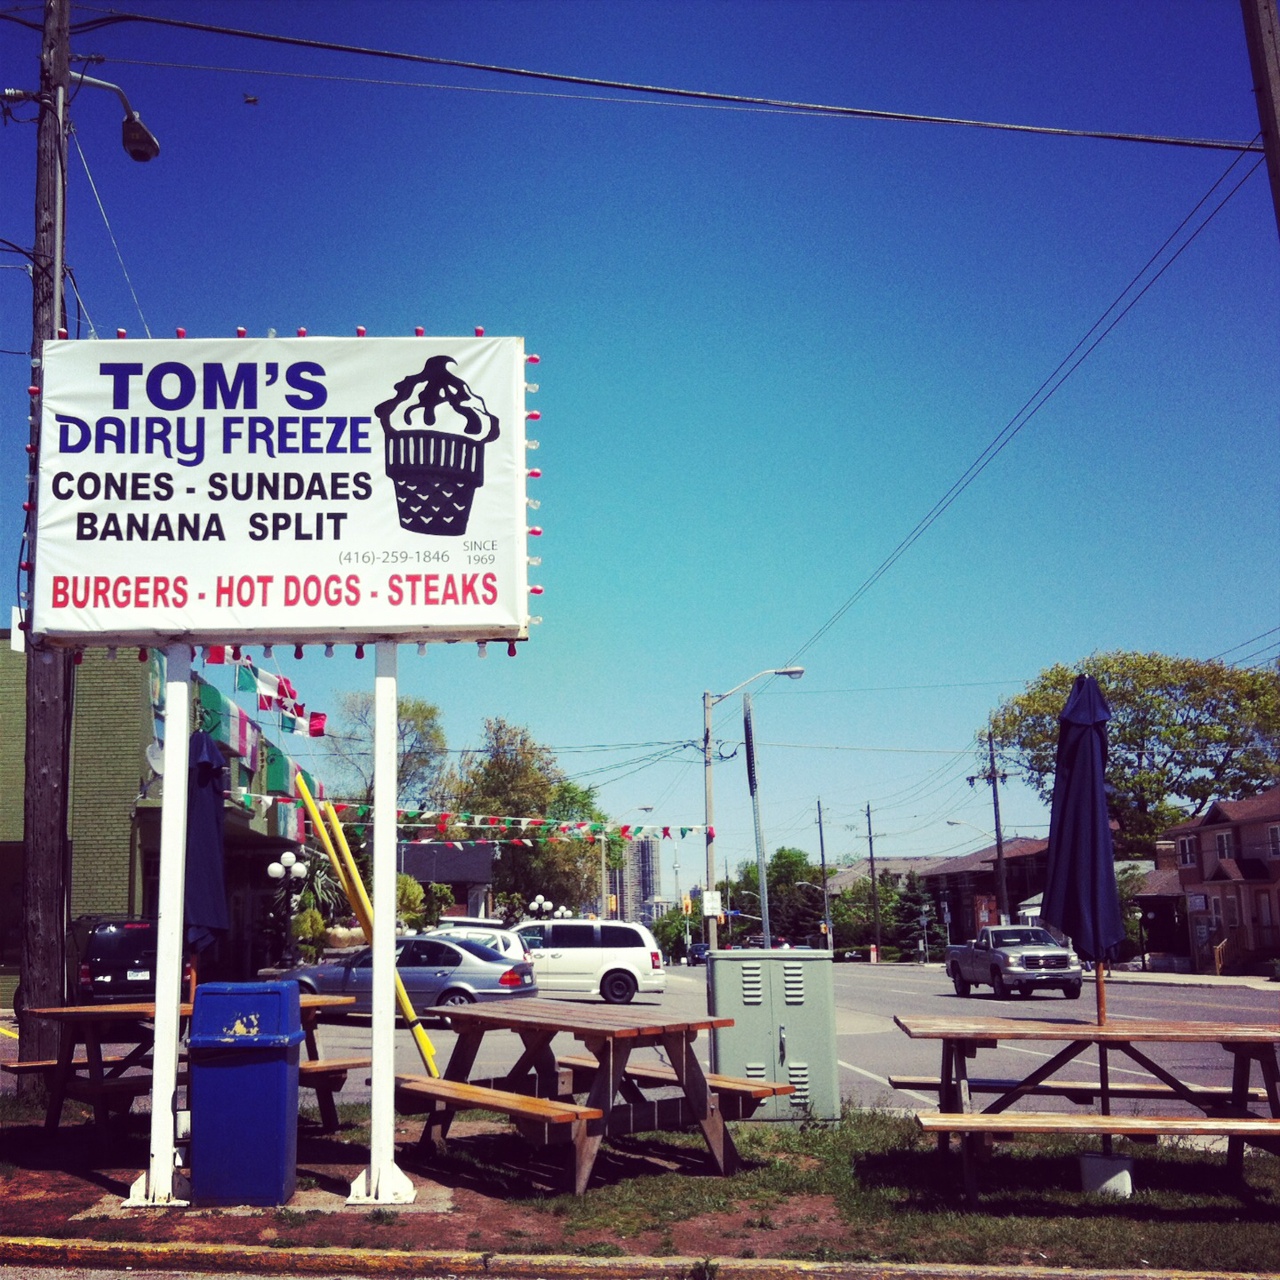 TOM'S
DAIRY FREEZE
CONES - SUNDAES
BANANA SPLIT
(416)-259-1846
SINCE
1969
BURGERS - HOT DOGS - STEAKS